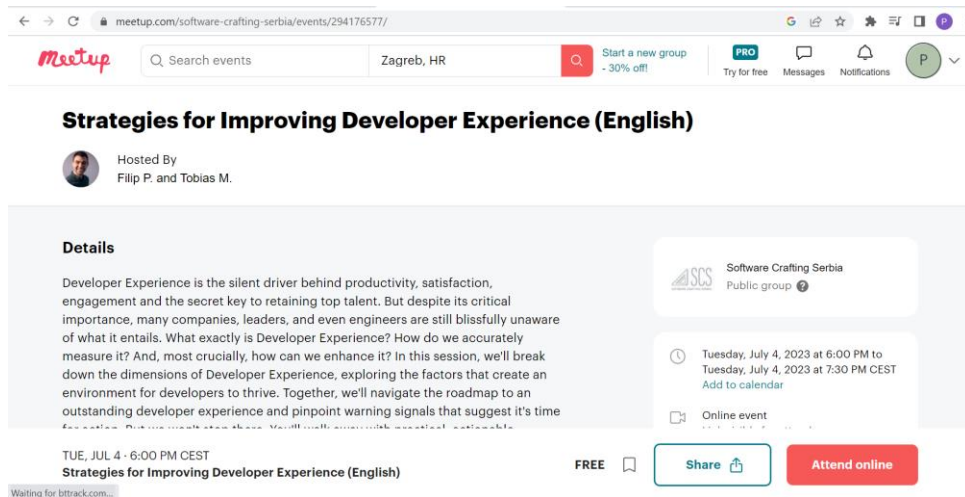 meetup.com/software-crafting-serbia/events/294176577/
G
P
meetup
Search events
Zagreb, HR
Start a new group
- 30% off!
PRO
Try for free
Messages
Notifications
P
Strategies for Improving Developer Experience (English)
Hosted By
Filip P. and Tobias M.
Details
Developer Experience is the silent driver behind productivity, satisfaction,
engagement and the secret key to retaining top talent. But despite its critical
importance, many companies, leaders, and even engineers are still blissfully unaware
of what it entails. What exactly is Developer Experience? How do we accurately
measure it? And, most crucially, how can we enhance it? In this session, we'll break
down the dimensions of Developer Experience, exploring the factors that create an
environment for developers to thrive. Together, we'll navigate the roadmap to an
outstanding developer experience and pinpoint warning signals that suggest it's time
SCS
Software Crafting Serbia
Public group
Tuesday, July 4, 2023 at 6:00 PM to
Tuesday, July 4, 2023 at 7:30 PM CEST
Add to calendar
Online event
TUE, JUL 4 · 6:00 PM CEST
Strategies for Improving Developer Experience (English)
FREE
Share
Attend online
Waiting for bttrack.com...